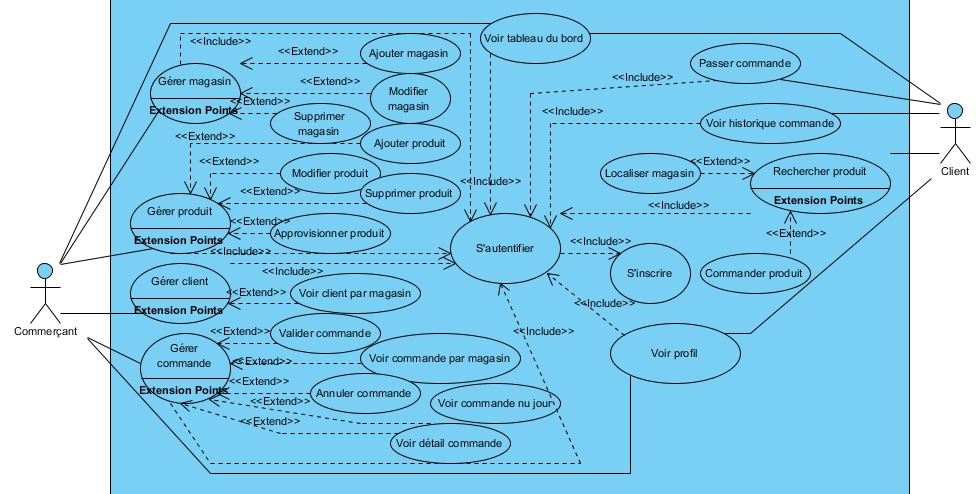 <<Include>>
Voir tableau du bord
<<Extend>>
Ajouter magasin
Passer commande
Gérer magasin
Extension Points
<<Extend>>
Modifier
magasin
<<Include>>
<<Extend>>
Supprimer
magasin
<<Include>>
Voir historique commande
<<Extend>>
Ajouter produit
<<Extend>>
Modifier produit
Localiser magasin
<<Extend>>
Rechercher produit
Extension Points
Client
<<Include>>
<<Extend>>
Supprimer produit
<<Include>>
Gérer produit
Extension Points
<<Extend>>
Approvisionner produit
<<Extend>>
S'autentifier
<<Include>>
<<Include>>
<<Include>>
S'inscrire
Commander produit
Gérer client
Extension Points
<<Extend>>
Voir client par magasin
<<Include>>
Commerçant
<<Extend>>
Valider commande
<<Include>>
Gérer
commande
Extension Points
<<Extend>>
Voir commande par magasin
Voir profil
<<Extend>>
Annuler commande
<<Extend>>
Voir commande nu jour
<<Extend>>
Voir détail commande